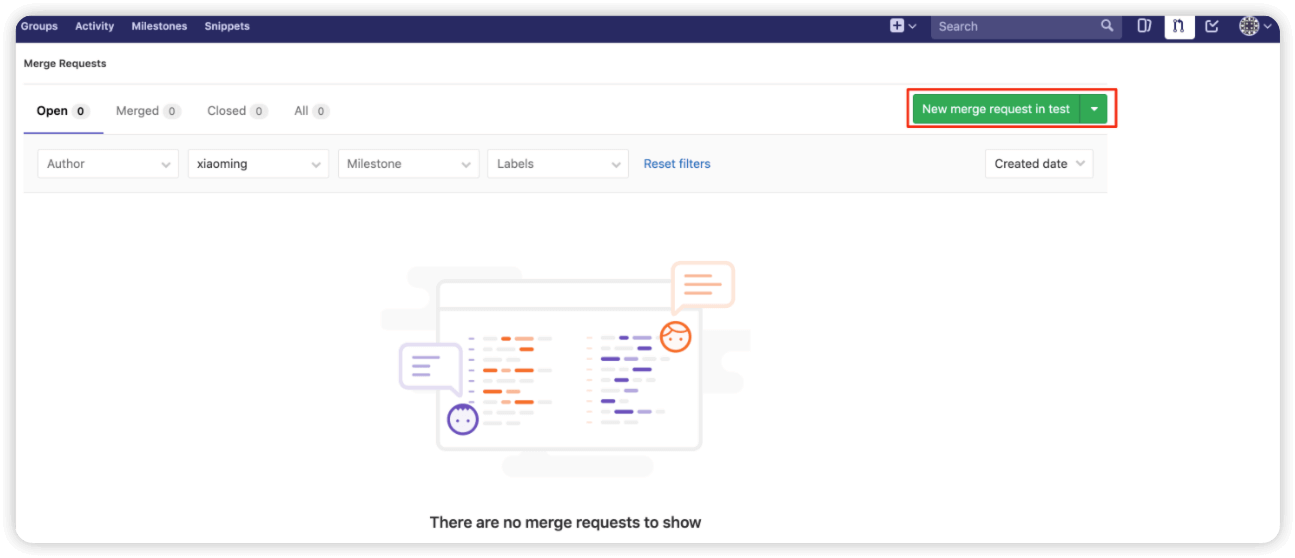 Groups Activity Milestones Snippets Search
Merge Requests
Open 0 Merged 0 Closed 0 All 0 New merge request in test
Author xiaoming Milestone Labels Reset filters Created date
There are no merge requests to show